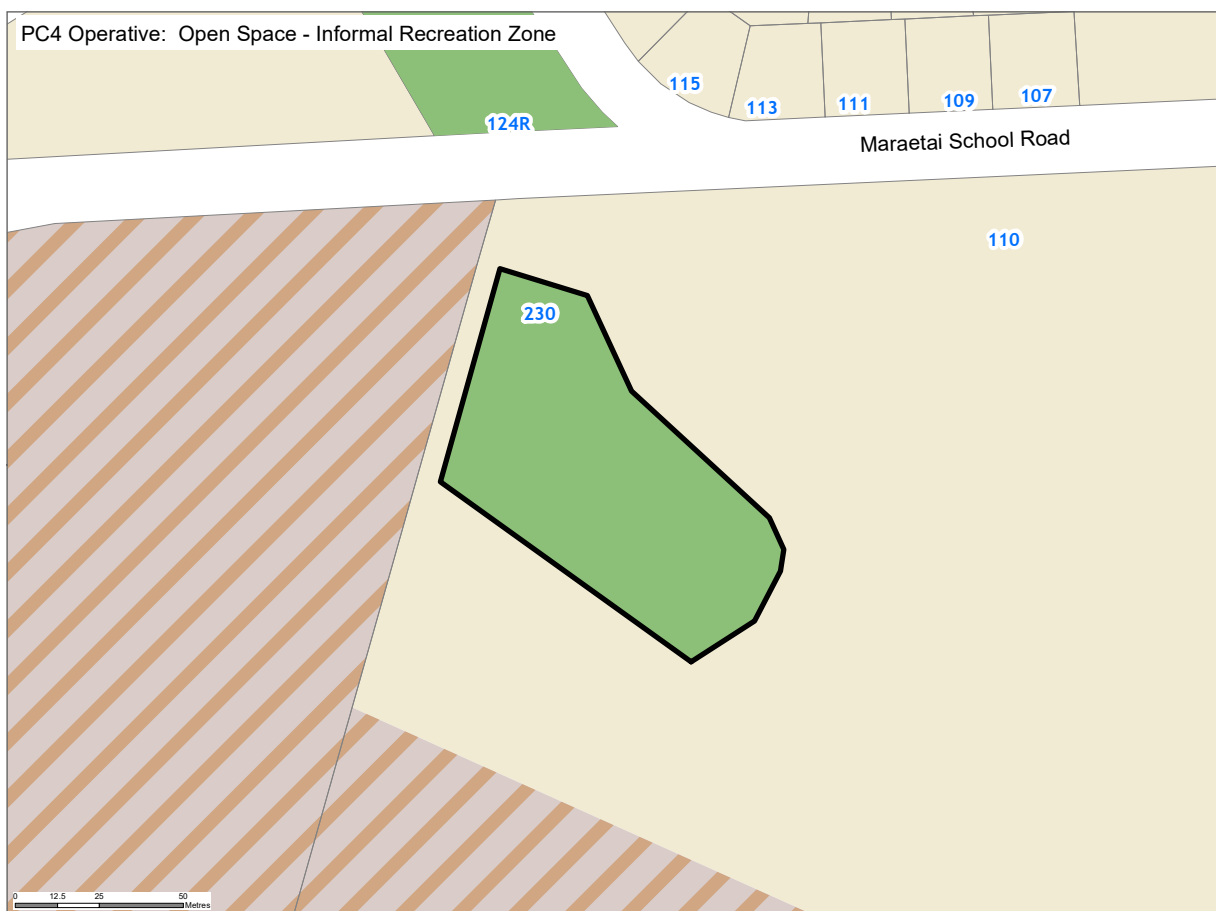 PC4 Operative:  Open Space - Informal Recreation Zone
115
113
111
109
107
124R
Maraetai School Road
110
230
0 12.5 25 50
Metres